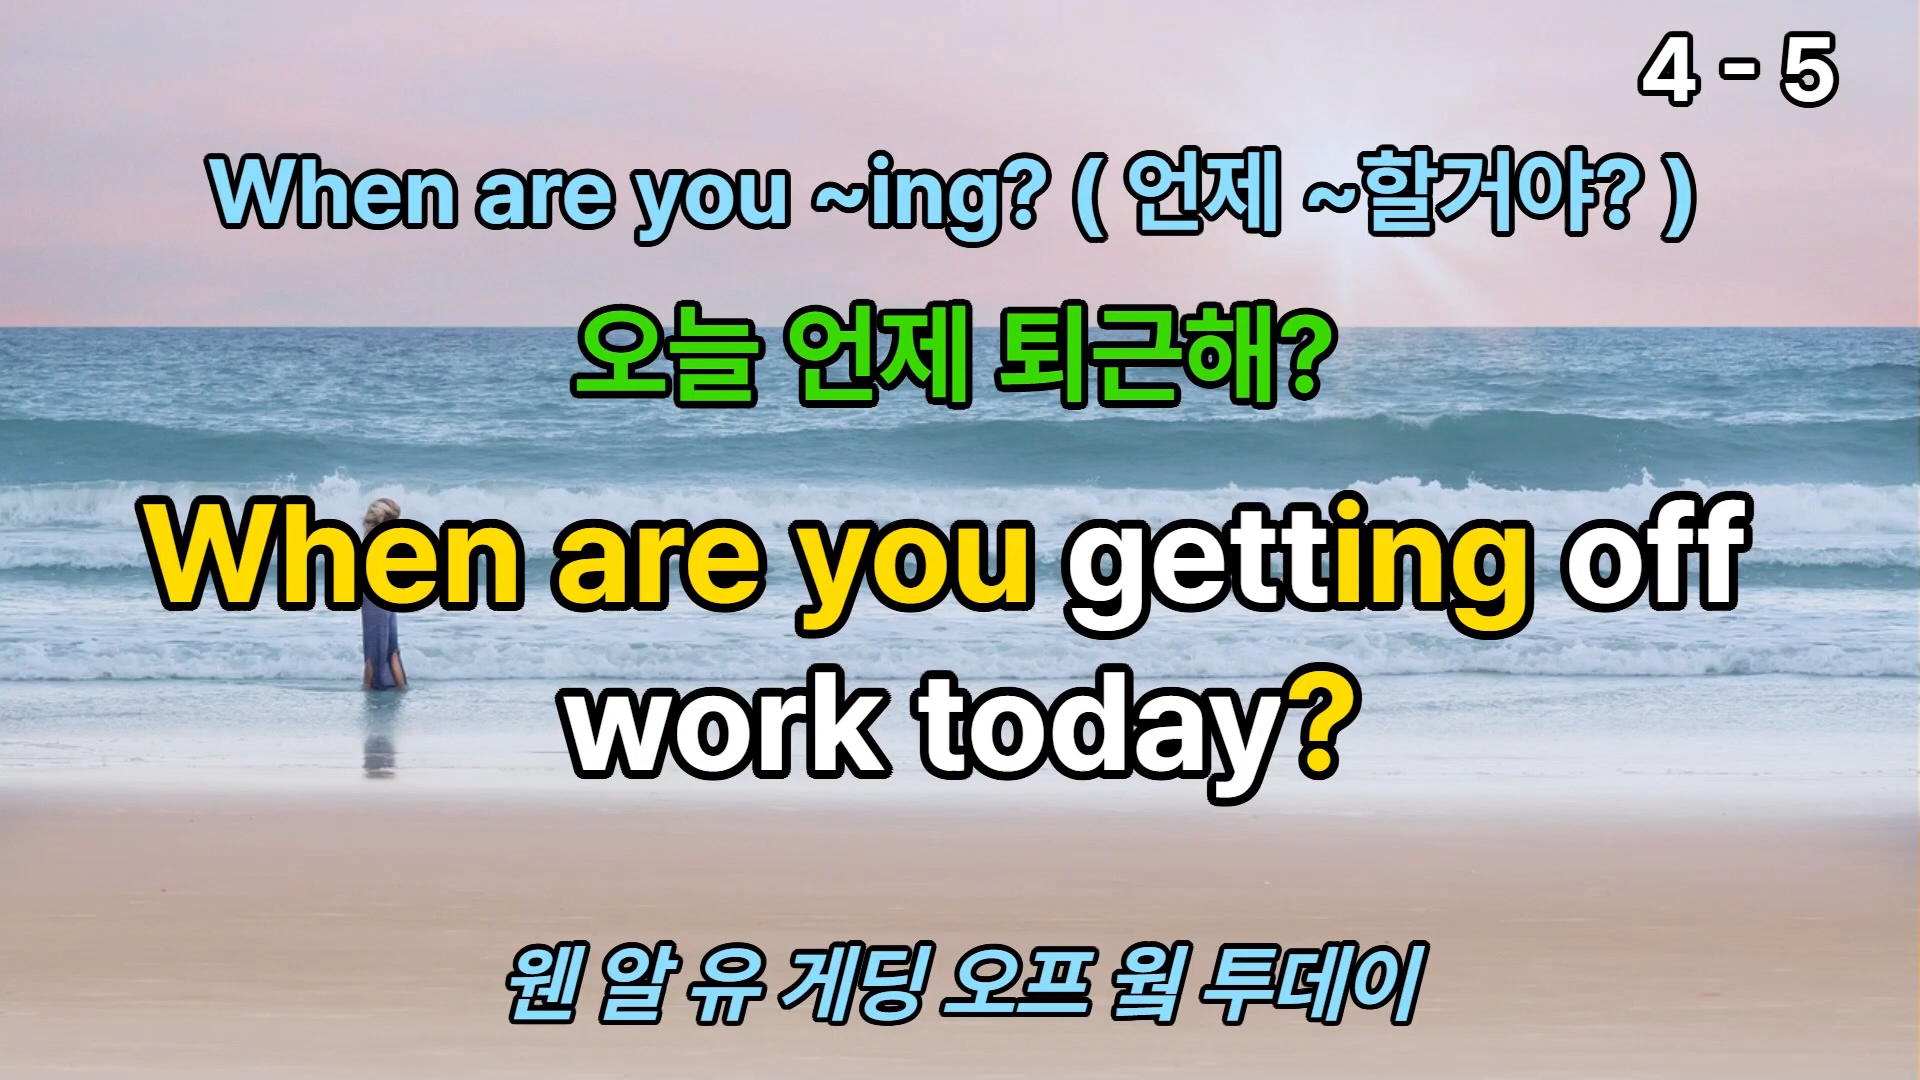 4 - 5
When are you ~ing? ( 언제 ~할거야? )
오늘 언제 퇴근해?
When are you getting off
work today?
웬 알 유 게딩 오프 웤 투데이